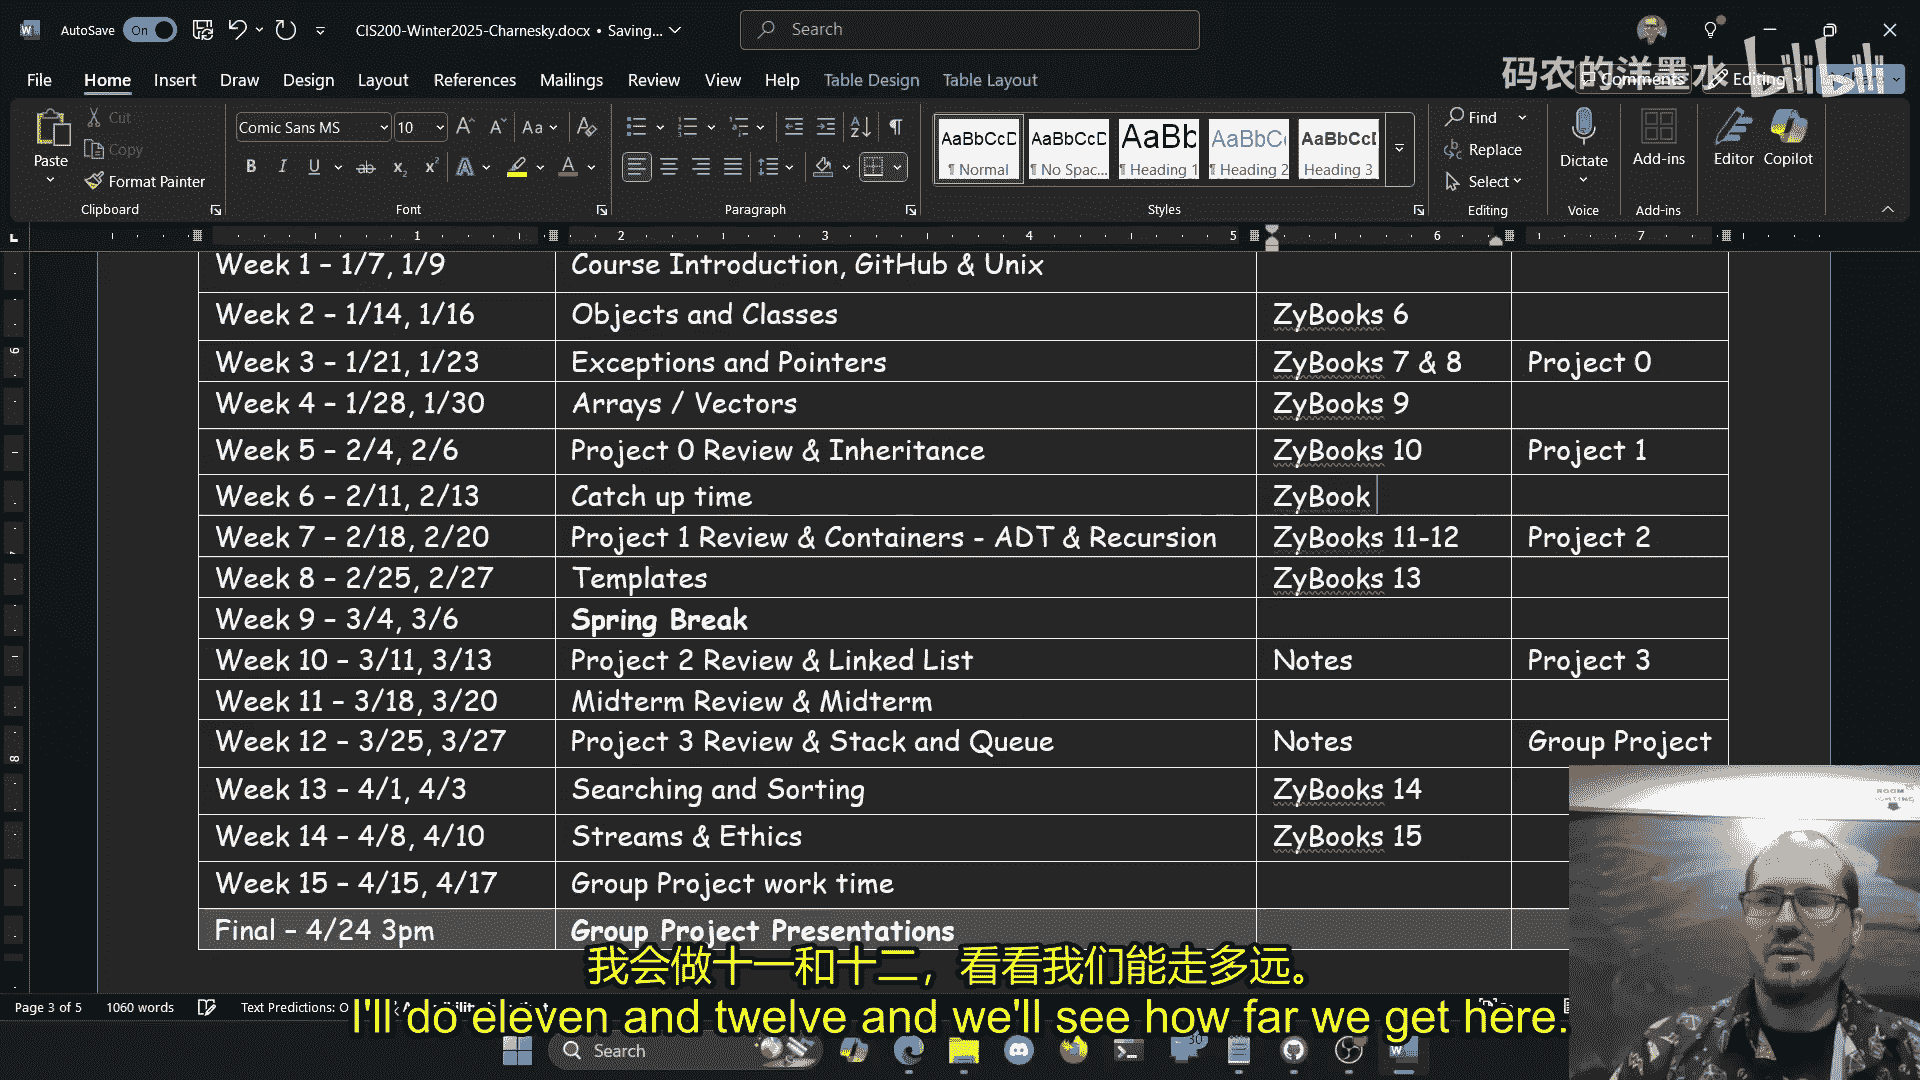 AutoSave On CIS200-Winter2025-Charnesky.docx • Saving... Search
码农的洋墨水 bilibili
File Home Insert Draw Design Layout References Mailings Review View Help Table Design Table Layout Comments Editing
Paste Cut Copy Format Painter
Comic Sans MS 10
AaBbCcD AaBbCcD AaBb AaBbCc AaBbCcI
¶ Normal ¶ No Spac... Heading 1 Heading 2 Heading 3
Find Replace Select
Dictate Add-ins Editor Copilot
Clipboard Font Paragraph Styles Editing Voice Add-ins
1 2 3 4 5 6 7
Week 1 – 1/7, 1/9 Course Introduction, GitHub & Unix
Week 2 – 1/14, 1/16 Objects and Classes ZyBooks 6
Week 3 – 1/21, 1/23 Exceptions and Pointers ZyBooks 7 & 8 Project 0
Week 4 – 1/28, 1/30 Arrays / Vectors ZyBooks 9
Week 5 – 2/4, 2/6 Project 0 Review & Inheritance ZyBooks 10 Project 1
Week 6 – 2/11, 2/13 Catch up time ZyBook
Week 7 – 2/18, 2/20 Project 1 Review & Containers - ADT & Recursion ZyBooks 11-12 Project 2
Week 8 – 2/25, 2/27 Templates ZyBooks 13
Week 9 – 3/4, 3/6 Spring Break
Week 10 – 3/11, 3/13 Project 2 Review & Linked List Notes Project 3
Week 11 – 3/18, 3/20 Midterm Review & Midterm
Week 12 – 3/25, 3/27 Project 3 Review & Stack and Queue Notes Group Project
Week 13 – 4/1, 4/3 Searching and Sorting ZyBooks 14
Week 14 – 4/8, 4/10 Streams & Ethics ZyBooks 15
Week 15 – 4/15, 4/17 Group Project work time
Final – 4/24 3pm Group Project Presentations
我会做十一和十二，看看我们能走多远。
Page 3 of 5 1060 words Text Predictions: O
I'll do eleven and twelve and we'll see how far we get here.
Search